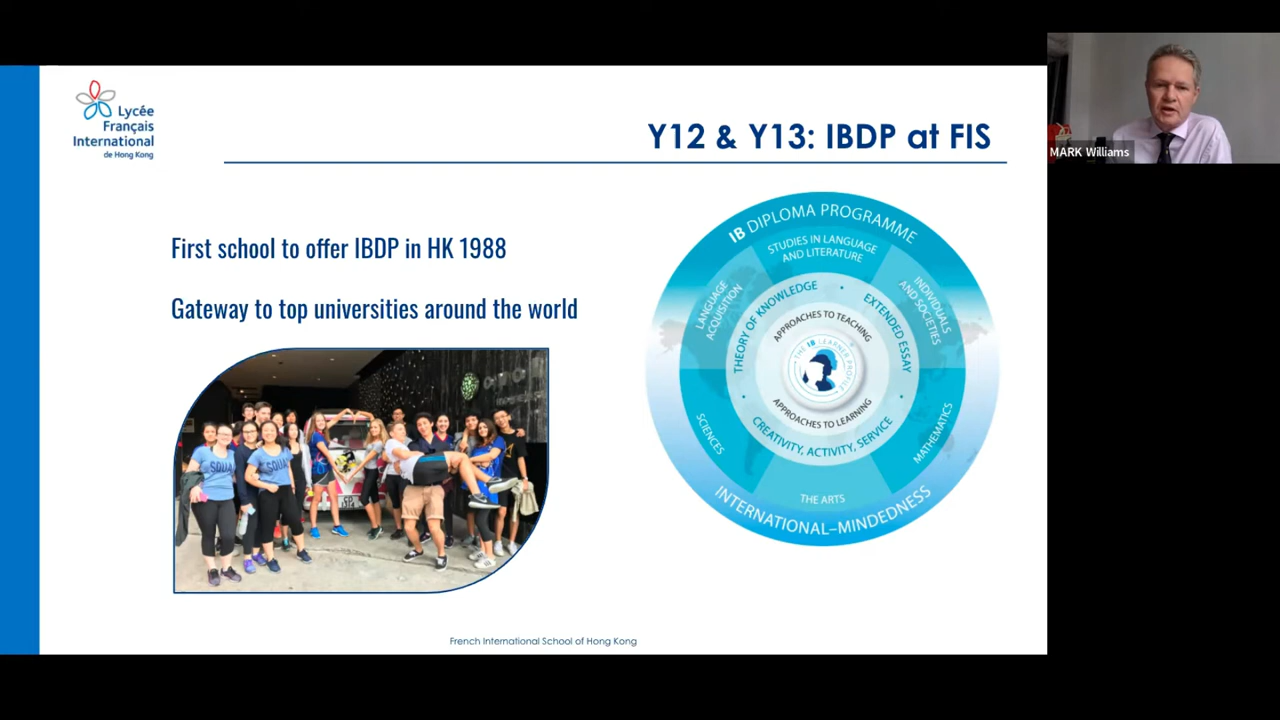 Lycée
Français
International
de Hong Kong
Y12 & Y13: IBDP at FIS
MARK Williams
First school to offer IBDP in HK 1988
Gateway to top universities around the world
IB DIPLOMA PROGRAMME
STUDIES IN LANGUAGE
AND LITERATURE
LANGUAGE
ACQUISITION
INDIVIDUALS
AND SOCIETIES
THEORY OF KNOWLEDGE
EXTENDED ESSAY
APPROACHES TO TEACHING
THE IB LEARNER PROFILE
APPROACHES TO LEARNING
CREATIVITY, ACTIVITY, SERVICE
SCIENCES
MATHEMATICS
THE ARTS
INTERNATIONAL–MINDEDNESS
French International School of Hong Kong